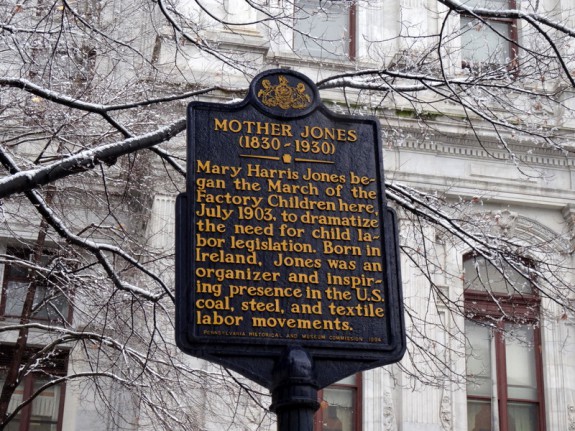 MOTHER JONES
(1830-1930)
Mary Harris Jones be-
gan the March of the
Factory Children here,
July 1903, to dramatize
the need for child la-
bor legislation. Born in
Ireland, Jones was an
organizer and inspir-
ing presence in the U.S.
coal, steel, and textile
labor movements.
PENNSYLVANIA HISTORICAL AND MUSEUM COMMISSION 1994